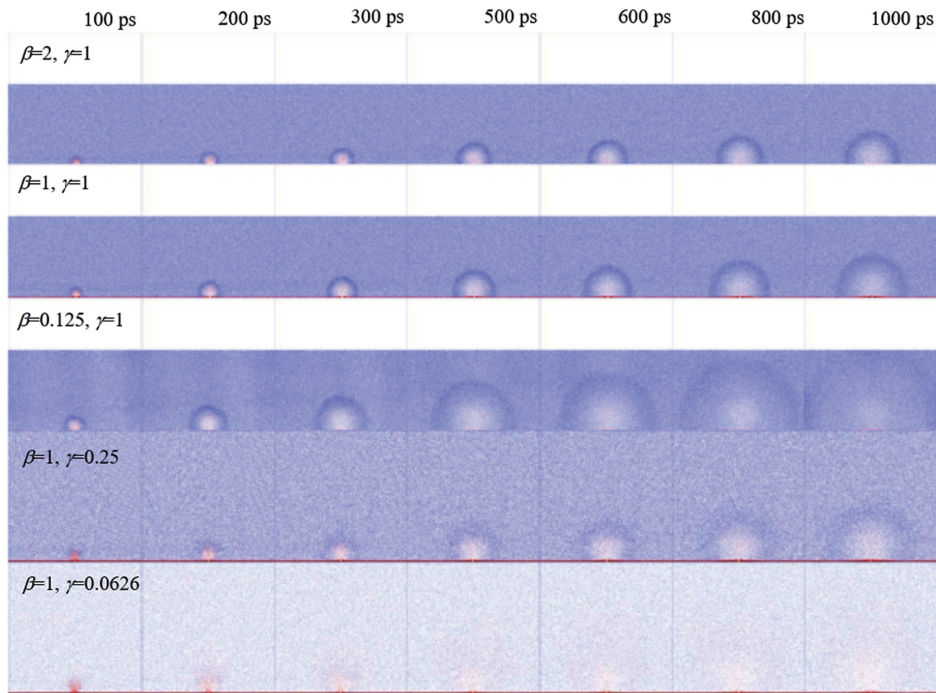 100 ps 200 ps 300 ps 500 ps 600 ps 800 ps 1000 ps
β=2, γ=1
β=1, γ=1
β=0.125, γ=1
β=1, γ=0.25
β=1, γ=0.0626